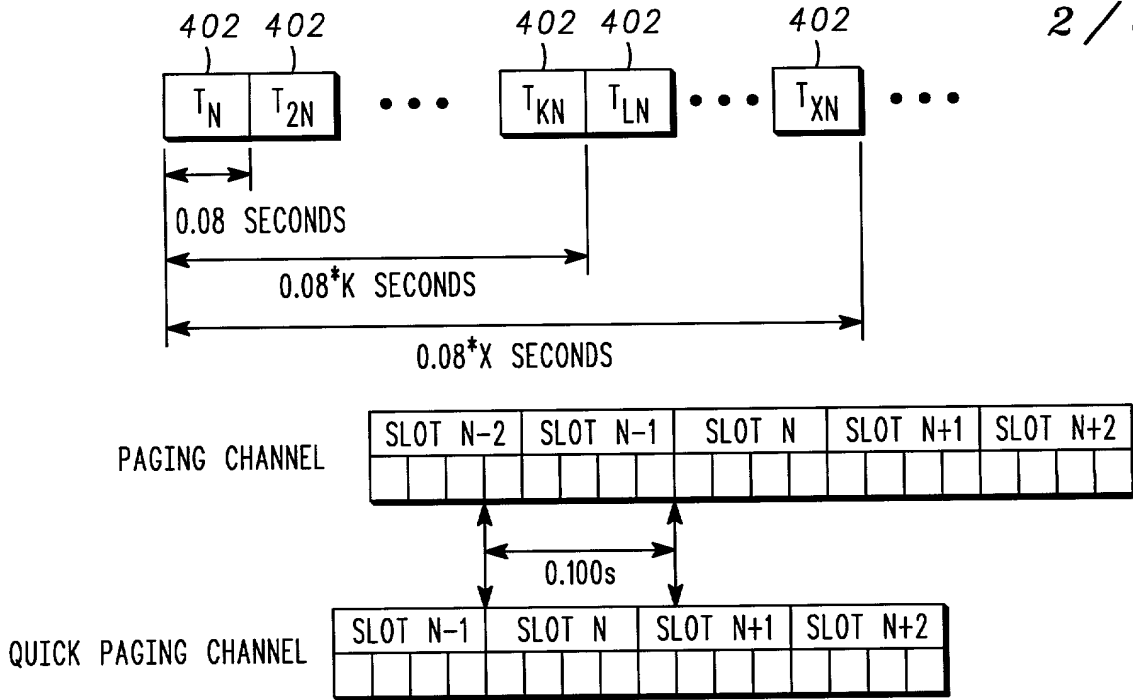 402 402 402 402 402 2/
T_N T_2N ••• T_KN T_LN ••• T_XN •••
0.08 SECONDS
0.08*K SECONDS
0.08*X SECONDS
PAGING CHANNEL SLOT N-2 SLOT N-1 SLOT N SLOT N+1 SLOT N+2
0.100s
QUICK PAGING CHANNEL SLOT N-1 SLOT N SLOT N+1 SLOT N+2